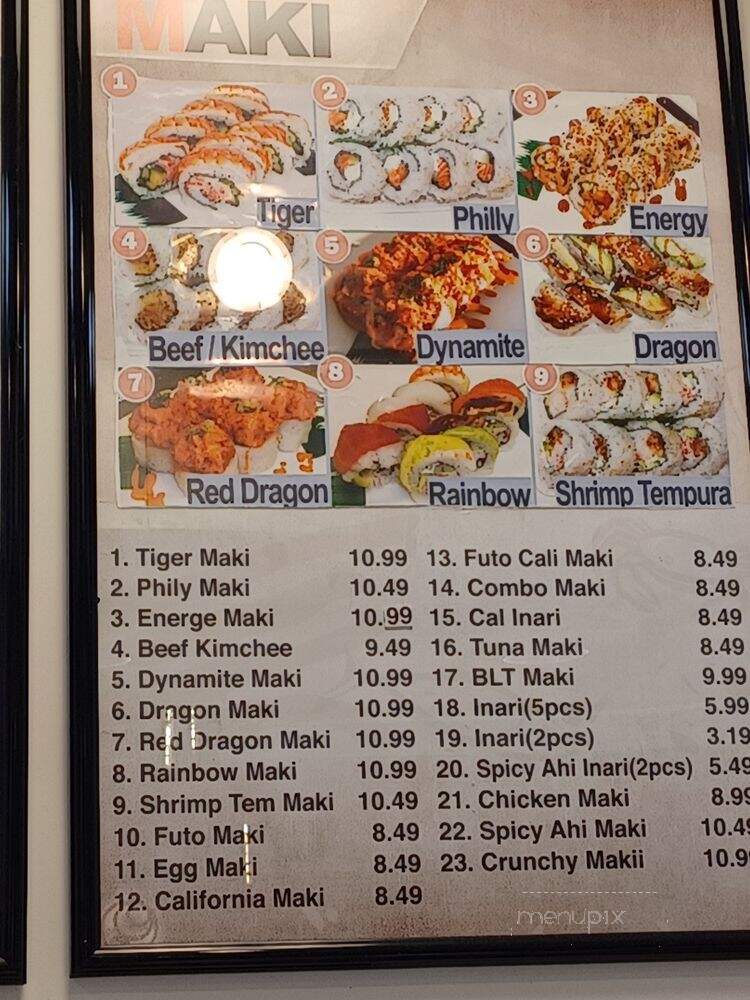 MAKI
1
2
3
Tiger
Philly
Energy
4
5
6
Beef / Kimchee
Dynamite
Dragon
7
8
9
Red Dragon
Rainbow
Shrimp Tempura
1. Tiger Maki 10.99
2. Phily Maki 10.49
3. Energe Maki 10.99
4. Beef Kimchee 9.49
5. Dynamite Maki 10.99
6. Dragon Maki 10.99
7. Red Dragon Maki 10.99
8. Rainbow Maki 10.99
9. Shrimp Tem Maki 10.49
10. Futo Maki 8.49
11. Egg Maki 8.49
12. California Maki 8.49
13. Futo Cali Maki 8.49
14. Combo Maki 8.49
15. Cal Inari 8.49
16. Tuna Maki 8.49
17. BLT Maki 9.99
18. Inari(5pcs) 5.99
19. Inari(2pcs) 3.19
20. Spicy Ahi Inari(2pcs) 5.49
21. Chicken Maki 8.99
22. Spicy Ahi Maki 10.49
23. Crunchy Makii 10.9
menupix